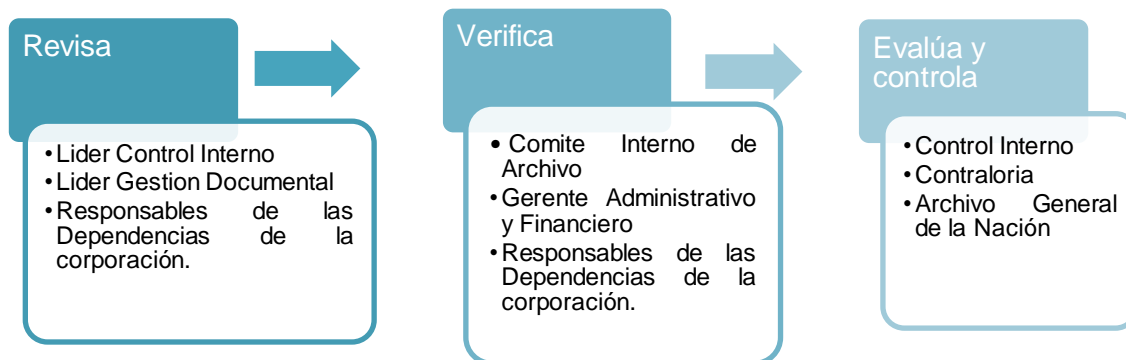 Revisa
• Lider Control Interno
• Lider Gestion Documental
• Responsables de las
Dependencias de la
corporación.
Verifica
• Comite Interno de
Archivo
• Gerente Administrativo
y Financiero
• Responsables de las
Dependencias de la
corporación.
Evalúa y
controla
• Control Interno
• Contraloria
• Archivo General
de la Nación